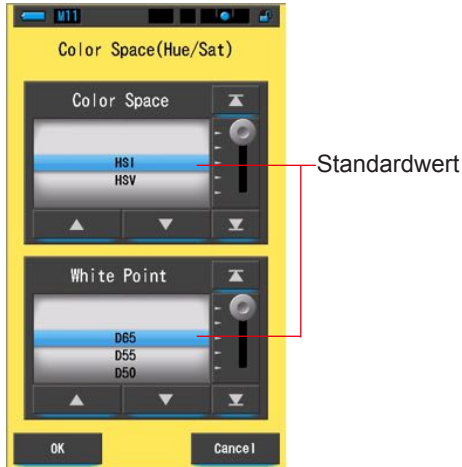 M11
Color Space(Hue/Sat)
Color Space
HSI
HSV
Standardwert
White Point
D65
D55
D50
OK
Cancel